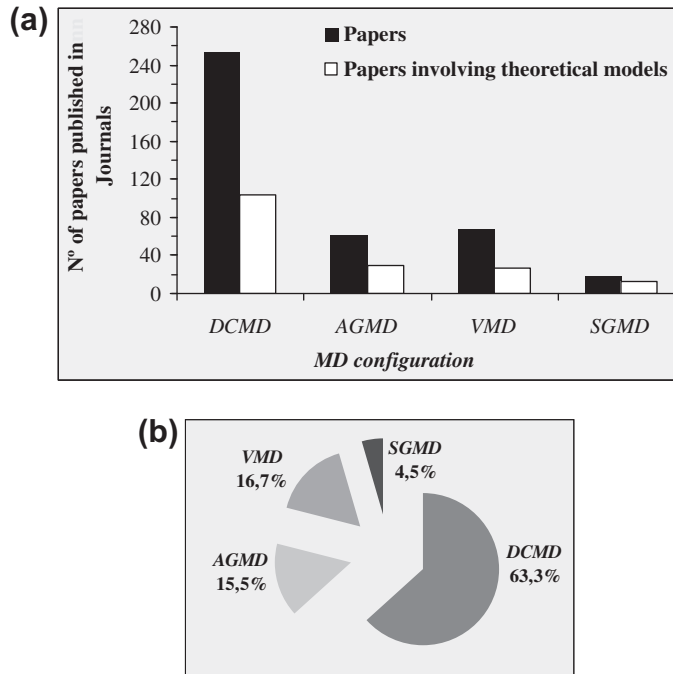 (a)
Nº of papers published in
Journals
280
240
200
160
120
80
40
0
Papers
Papers involving theoretical models
DCMD
AGMD
VMD
SGMD
MD configuration
(b)
VMD
16,7%
SGMD
4,5%
AGMD
15,5%
DCMD
63,3%